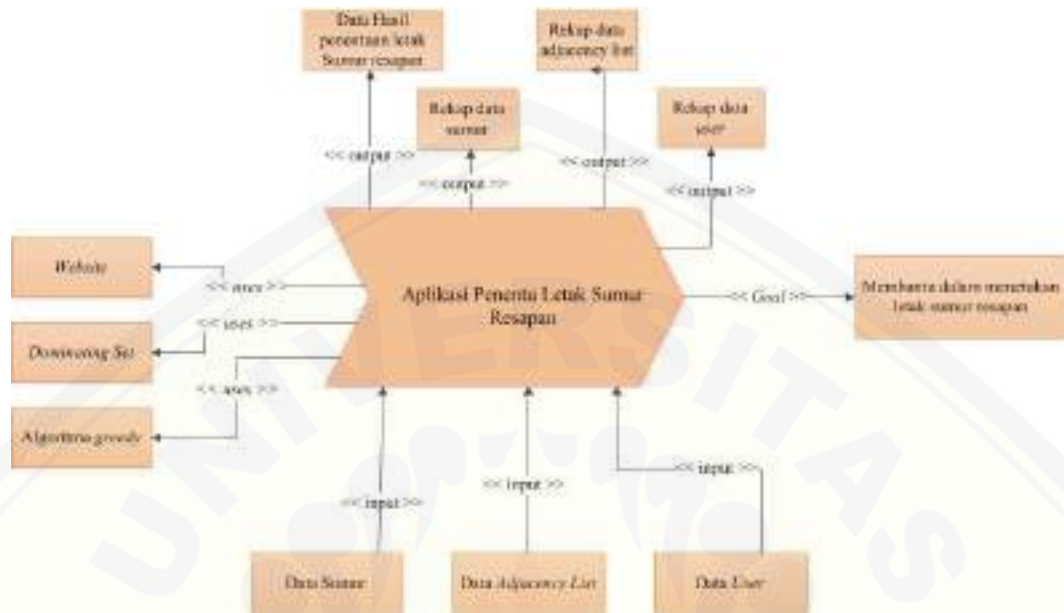 Data Hasil
penentuan letak
Sumur resapan
Rekap data
adjacency list
Rekap data
sumur
Rekap data
user
<< output >>
<< output >>
<< output >>
<< output >>
Website
<< uses >>
Dominating Set
<< uses >>
Algoritma greedy
<< uses >>
Aplikasi Penentu Letak Sumur
Resapan
<< Goal >>
Membantu dalam menentukan
letak sumur resapan
<< input >>
<< input >>
<< input >>
Data Sumur
Data Adjacency List
Data User
UNIVERSITAS